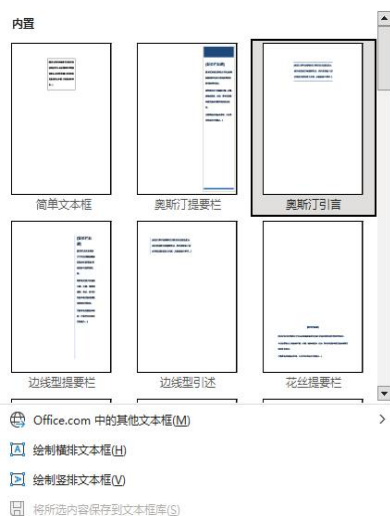 内置
简单文本框
奥斯汀提要栏
奥斯汀引言
边线型提要栏
边线型引述
花丝提要栏
Office.com 中的其他文本框(M)
绘制横排文本框(H)
绘制竖排文本框(V)
将所选内容保存到文本框库(S)